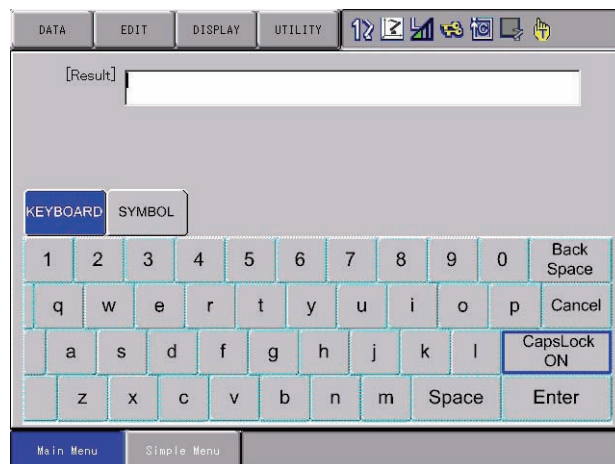 DATA EDIT DISPLAY UTILITY
[Result]
KEYBOARD SYMBOL
1 2 3 4 5 6 7 8 9 0 Back Space
q w e r t y u i o p Cancel
a s d f g h j k l CapsLock ON
z x c v b n m Space Enter
Main Menu Simple Menu